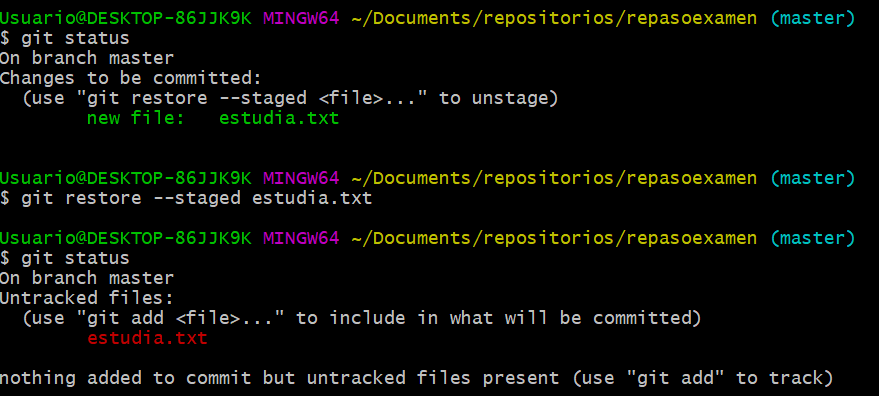 Usuario@DESKTOP-86JJK9K MINGW64 ~/Documents/repositorios/repasoexamen (master)
$ git status
On branch master
Changes to be committed:
  (use "git restore --staged <file>..." to unstage)
        new file:   estudia.txt
Usuario@DESKTOP-86JJK9K MINGW64 ~/Documents/repositorios/repasoexamen (master)
$ git restore --staged estudia.txt
Usuario@DESKTOP-86JJK9K MINGW64 ~/Documents/repositorios/repasoexamen (master)
$ git status
On branch master
Untracked files:
  (use "git add <file>..." to include in what will be committed)
        estudia.txt
nothing added to commit but untracked files present (use "git add" to track)